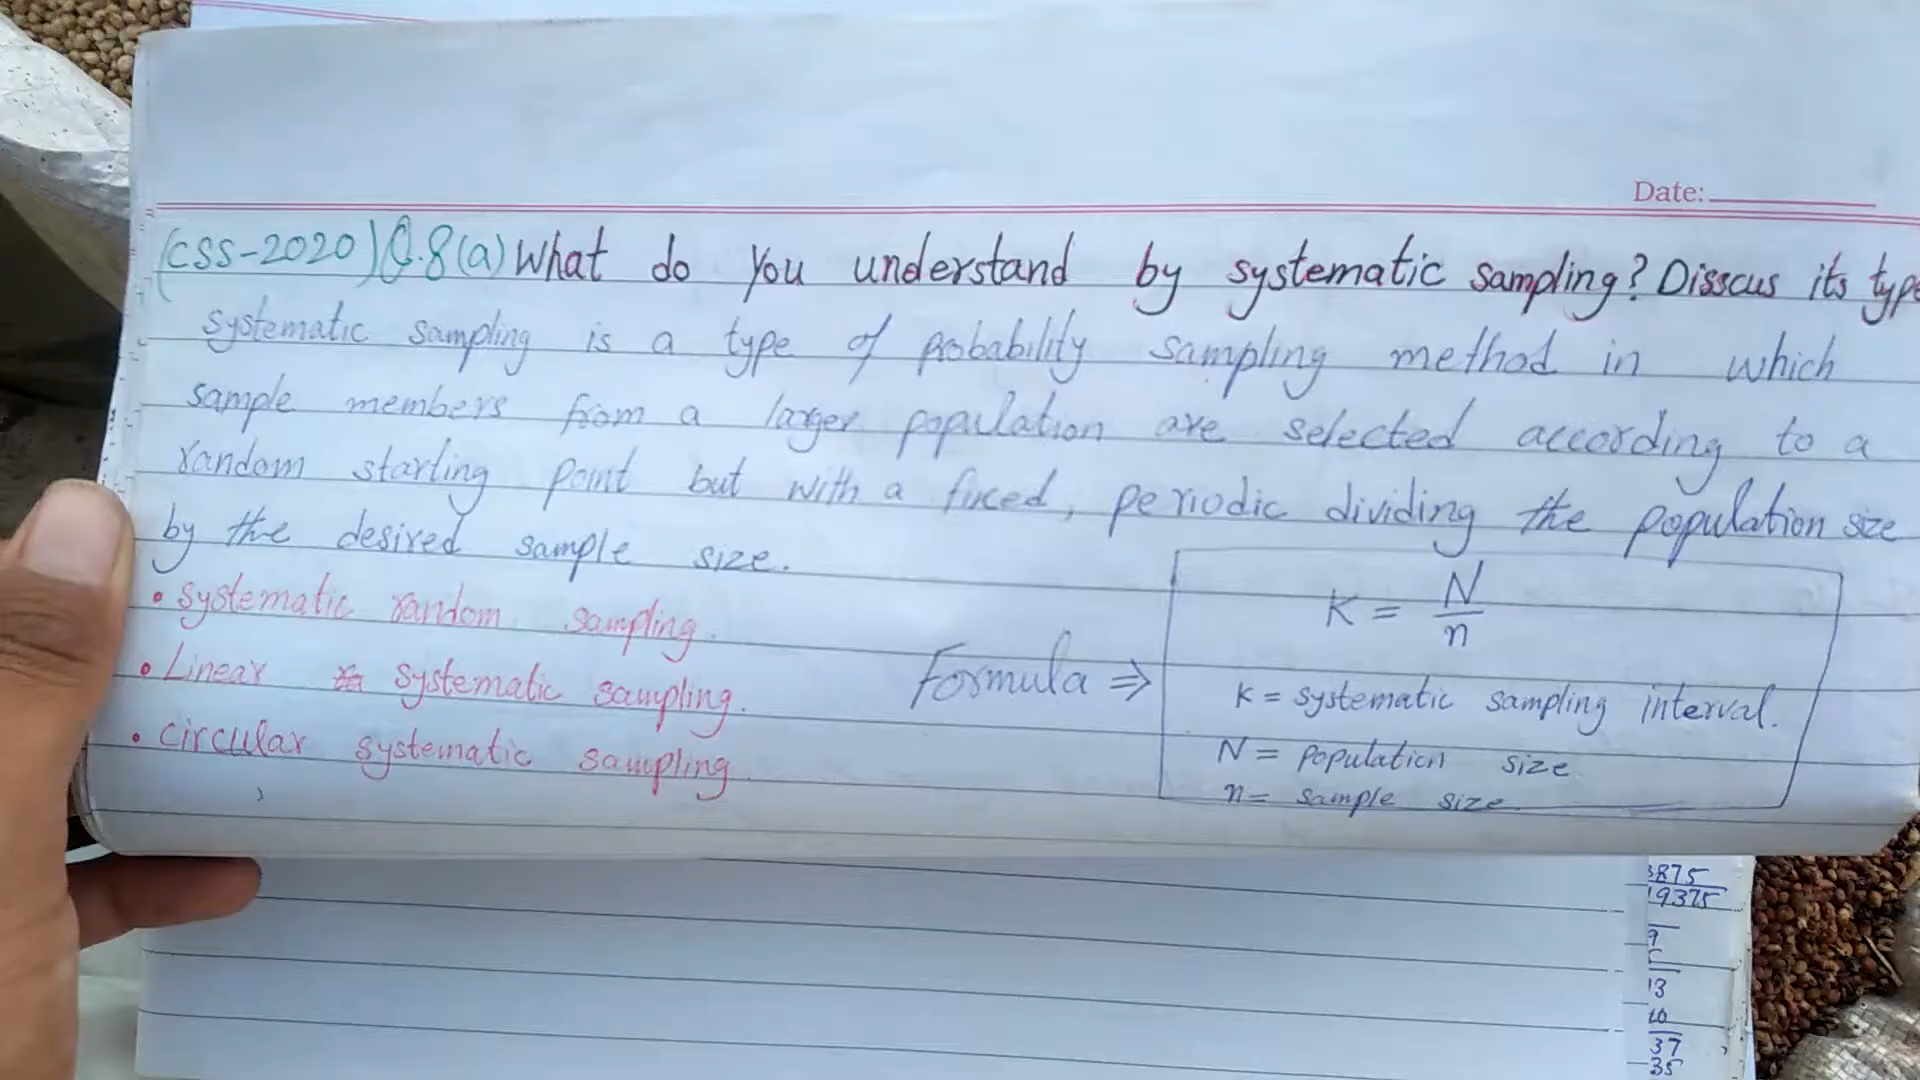 Date:
(CSS-2020) Q.8(a) What do you understand by systematic sampling? Disscus its type
systematic sampling is a type of probability sampling method in which
sample members from a larger population are selected according to a
random starting point but with a fixed, periodic dividing the population size
by the desired sample size.
• systematic random sampling.
• Linear systematic sampling.
• circular systematic sampling
Formula ⇒
K = N/n
K = systematic sampling interval.
N = population size
n = sample size
3875
19375
9
13
10
37
35